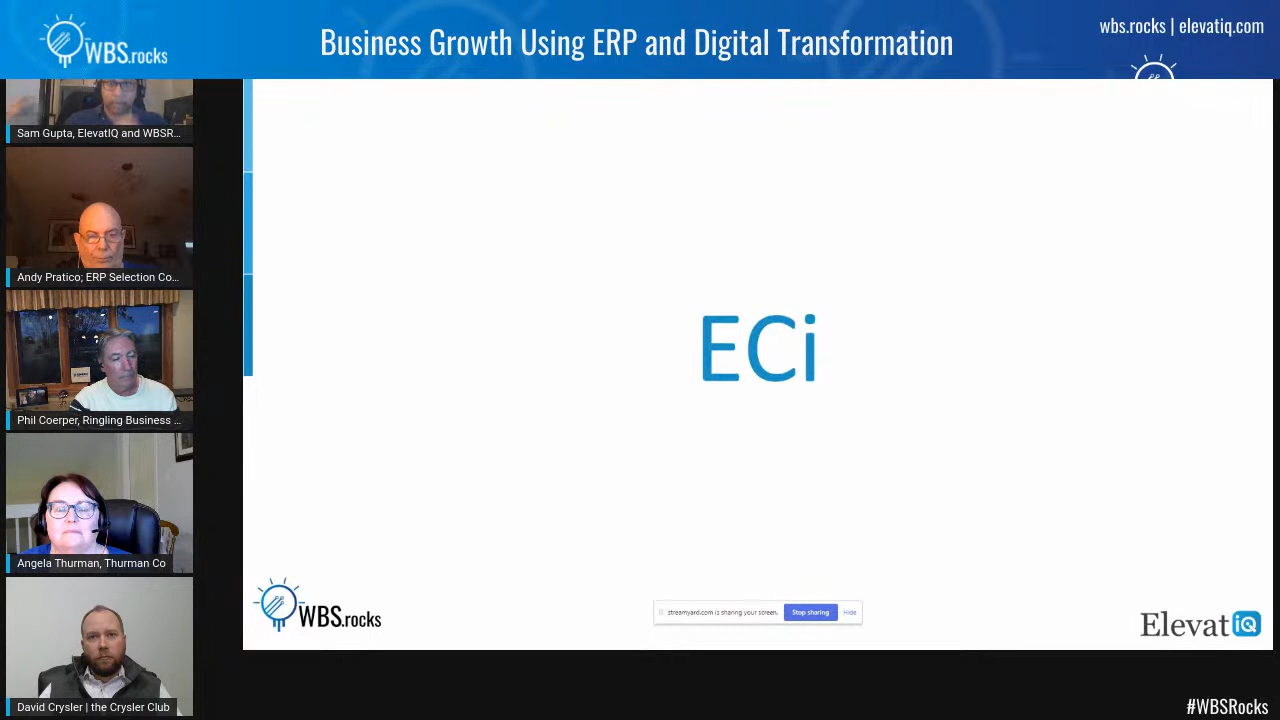 WBS.rocks
Business Growth Using ERP and Digital Transformation
wbs.rocks | elevatiq.com
Sam Gupta, ElevatIQ and WBSR...
Andy Pratico; ERP Selection Co...
Phil Coerper, Ringling Business ...
Angela Thurman, Thurman Co
David Crysler | the Crysler Club
ECi
WBS.rocks
streamyard.com is sharing your screen.
Stop sharing
Hide
ElevatIQ
#WBSRocks